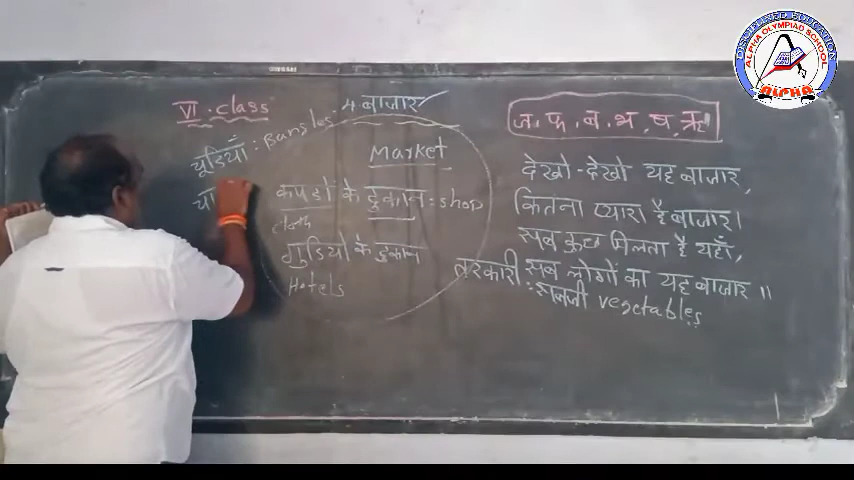 VI. class
4 बाजार
चूडियाँ : Bangles
Market
कपडों के दुकान : shop
cloth
गुडियों के दुकान
Hotels
ज. फ. ब. भ. ष. ऋ
देखो - देखो यह बाजार,
कितना प्यारा है बाजार।
सब कुछ मिलता है यहाँ,
सब लोगों का यह बाजार ॥
तरकारी
: सबजी vegetables
ALPHA OLYMPIAD SCHOOL
ALPHA